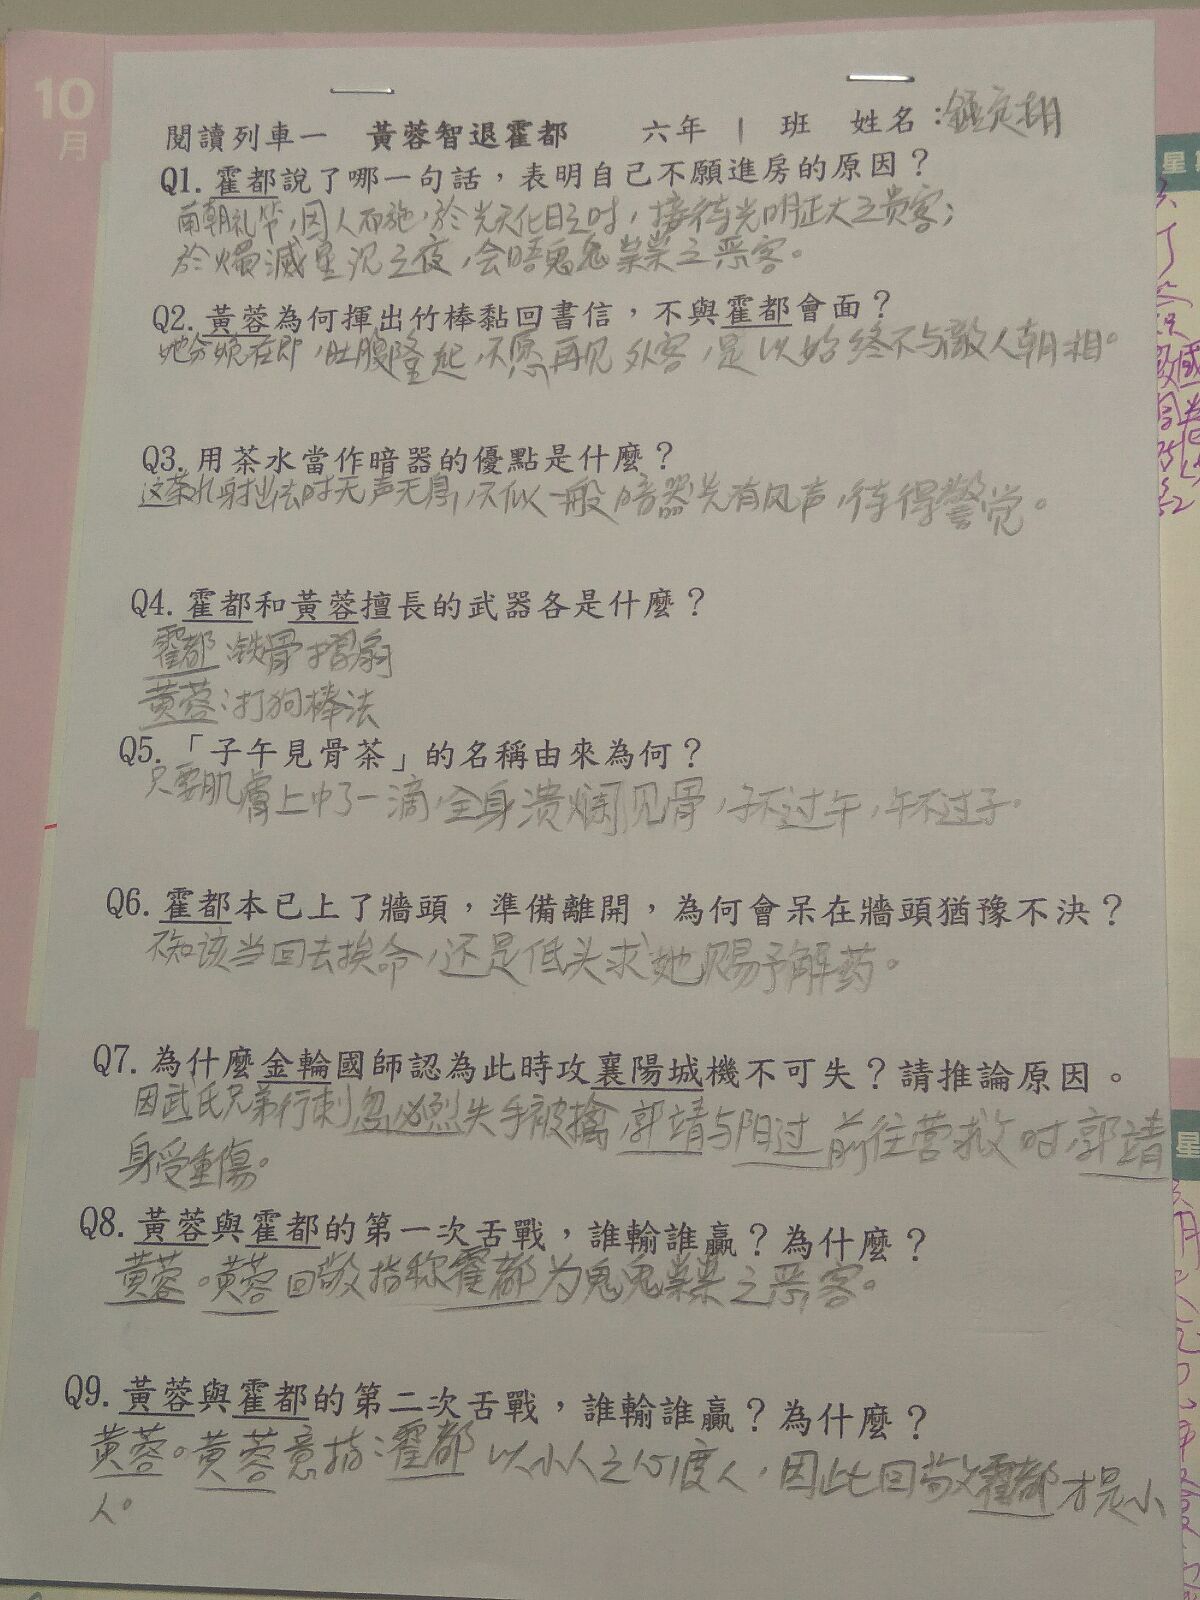 10
月
閱讀列車一 黃蓉智退霍都 六年 1 班 姓名：
Q1. 霍都說了哪一句話，表明自己不願進房的原因？
南朝礼节，因人而施，於光天化日之时，接待光明正大之贵客；
於燭滅星沉之夜，会晤鬼鬼祟祟之恶客。
Q2. 黃蓉為何揮出竹棒黏回書信，不與霍都會面？
她分娩在即，肚腹隆起，不愿再见外客，是以始終不与敵人朝相。
Q3. 用茶水當作暗器的優點是什麼？
这茶水射出去时无声无息，不似一般暗器先有风声，待得警觉。
Q4. 霍都和黃蓉擅長的武器各是什麼？
霍都：铁骨摺扇
黄蓉：打狗棒法
Q5. 「子午見骨茶」的名稱由來為何？
只要肌膚上中了一滴，全身潰爛见骨，子不过午，午不过子。
Q6. 霍都本已上了牆頭，準備離開，為何會呆在牆頭猶豫不決？
不知该当回去挨命，还是低头求她赐予解药。
Q7. 為什麼金輪國師認為此時攻襄陽城機不可失？請推論原因。
因武氏兄弟行刺忽必烈失手被擒，郭靖与阳过前往营救时，郭靖
身受重傷。
Q8. 黃蓉與霍都的第一次舌戰，誰輸誰贏？為什麼？
黄蓉。黄蓉回敬指称霍都为鬼鬼祟祟之恶客。
Q9. 黃蓉與霍都的第二次舌戰，誰輸誰贏？為什麼？
黄蓉。黄蓉意指：霍都以小人之心度人，因此回敬霍都才是小
人。
星
星